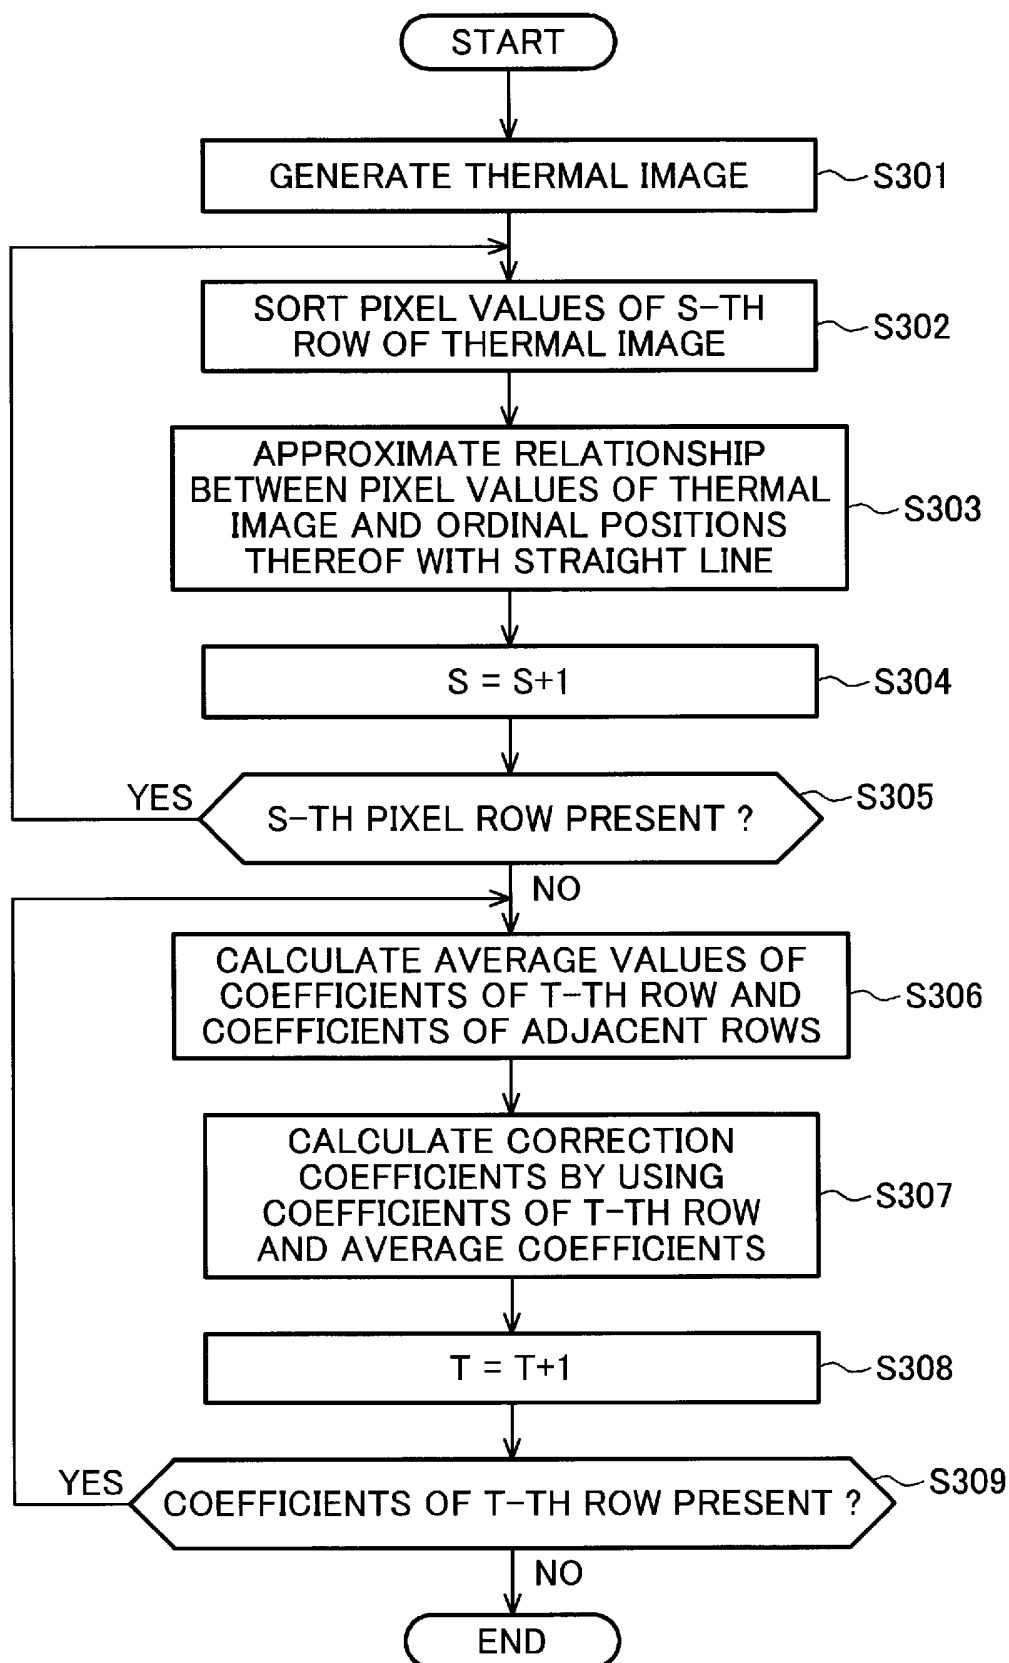 START
GENERATE THERMAL IMAGE
S301
SORT PIXEL VALUES OF S-TH
ROW OF THERMAL IMAGE
S302
APPROXIMATE RELATIONSHIP
BETWEEN PIXEL VALUES OF THERMAL
IMAGE AND ORDINAL POSITIONS
THEREOF WITH STRAIGHT LINE
S303
S = S+1
S304
YES
S-TH PIXEL ROW PRESENT ?
S305
NO
CALCULATE AVERAGE VALUES OF
COEFFICIENTS OF T-TH ROW AND
COEFFICIENTS OF ADJACENT ROWS
S306
CALCULATE CORRECTION
COEFFICIENTS BY USING
COEFFICIENTS OF T-TH ROW
AND AVERAGE COEFFICIENTS
S307
T = T+1
S308
YES
COEFFICIENTS OF T-TH ROW PRESENT ?
S309
NO
END